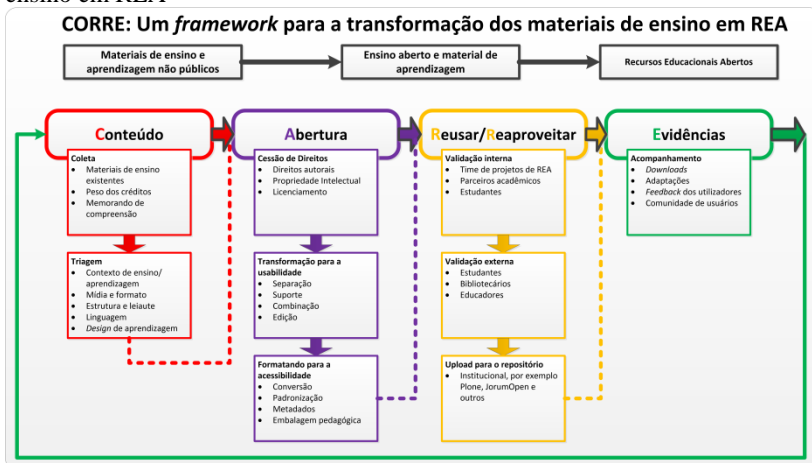 ensino em REA
CORRE: Um framework para a transformação dos materiais de ensino em REA
Materiais de ensino e
aprendizagem não públicos
Ensino aberto e material de
aprendizagem
Recursos Educacionais Abertos
Conteúdo
Coleta
• Materiais de ensino
existentes
• Peso dos créditos
• Memorando de
compreensão
Triagem
• Contexto de ensino/
aprendizagem
• Mídia e formato
• Estrutura e leiaute
• Linguagem
• Design de aprendizagem
Abertura
Cessão de Direitos
• Direitos autorais
• Propriedade Intelectual
• Licenciamento
Transformação para a
usabilidade
• Separação
• Suporte
• Combinação
• Edição
Formatando para a
acessibilidade
• Conversão
• Padronização
• Metadados
• Embalagem pedagógica
Reusar/Reaproveitar
Validação interna
• Time de projetos de REA
• Parceiros acadêmicos
• Estudantes
Validação externa
• Estudantes
• Bibliotecários
• Educadores
Upload para o repositório
• Institucional, por exemplo
Plone, JorumOpen e
outros
Evidências
Acompanhamento
• Downloads
• Adaptações
• Feedback dos utilizadores
• Comunidade de usuários